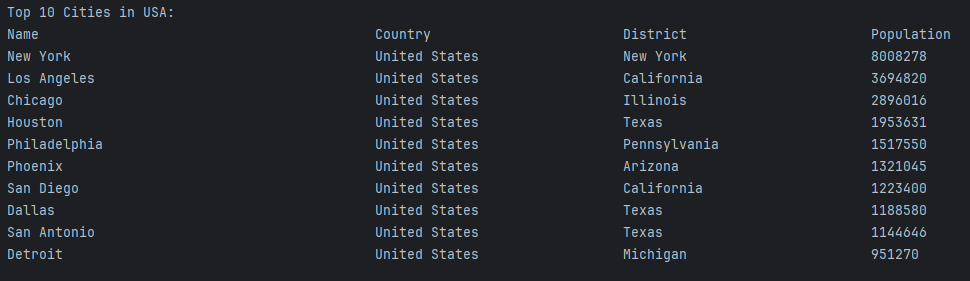 Top 10 Cities in USA:
Name Country District Population
New York United States New York 8008278
Los Angeles United States California 3694820
Chicago United States Illinois 2896016
Houston United States Texas 1953631
Philadelphia United States Pennsylvania 1517550
Phoenix United States Arizona 1321045
San Diego United States California 1223400
Dallas United States Texas 1188580
San Antonio United States Texas 1144646
Detroit United States Michigan 951270